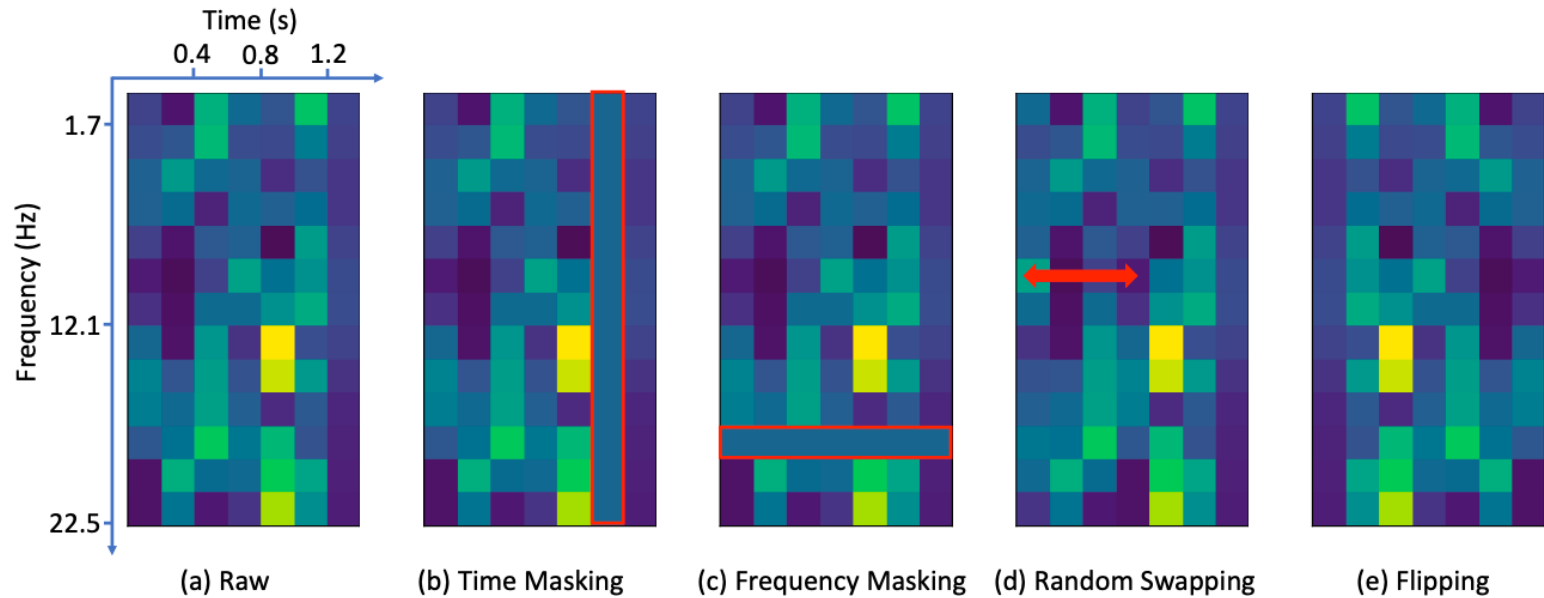 Time (s)
0.4 0.8 1.2
Frequency (Hz)
1.7
12.1
22.5
(a) Raw
(b) Time Masking
(c) Frequency Masking
(d) Random Swapping
(e) Flipping